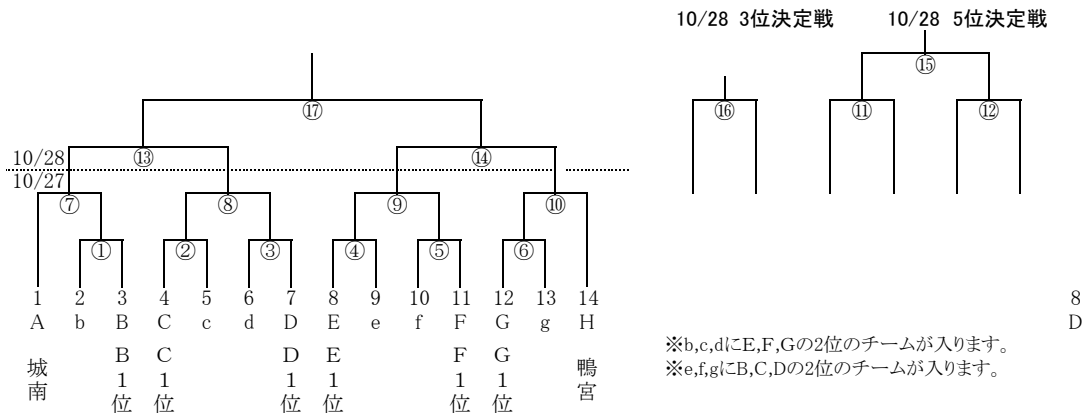 10/28 3位決定戦 10/28 5位決定戦
⑮
⑰ ⑯ ⑪ ⑫
10/28 ⑬ ⑭
10/27
⑦ ⑧ ⑨ ⑩
① ② ③ ④ ⑤ ⑥
1 2 3 4 5 6 7 8 9 10 11 12 13 14 8
A b B C c d D E e f F G g H D
城南 B1位 C1位 D1位 E1位 F1位 G1位 鴨宮
※b,c,dにE,F,Gの2位のチームが入ります。
※e,f,gにB,C,Dの2位のチームが入ります。